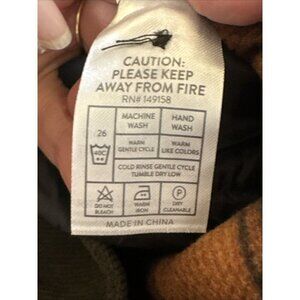 CAUTION:
PLEASE KEEP
AWAY FROM FIRE
RN# 149158
MACHINE WASH
HAND WASH
26
40C
WARM GENTLE CYCLE
WARM LIKE COLORS
COLD RINSE GENTLE CYCLE
TUMBLE DRY LOW
P
DO NOT BLEACH
WARM IRON
DRY CLEANABLE
MADE IN CHINA